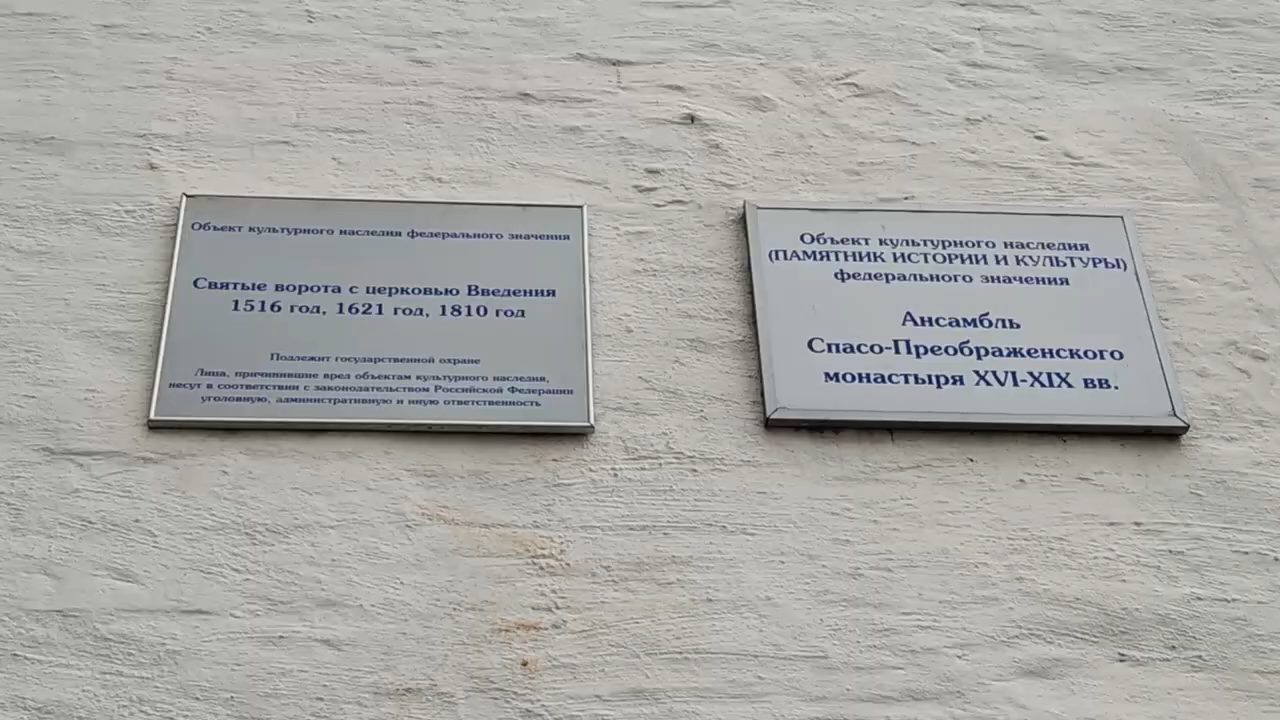 Объект культурного наследия федерального значения
Святые ворота с церковью Введения
1516 год, 1621 год, 1810 год
Подлежит государственной охране
Лица, причинившие вред объектам культурного наследия,
несут в соответствии с законодательством Российской Федерации
уголовную, административную и иную ответственность
Объект культурного наследия
(ПАМЯТНИК ИСТОРИИ И КУЛЬТУРЫ)
федерального значения
Ансамбль
Спасо-Преображенского
монастыря XVI-XIX вв.